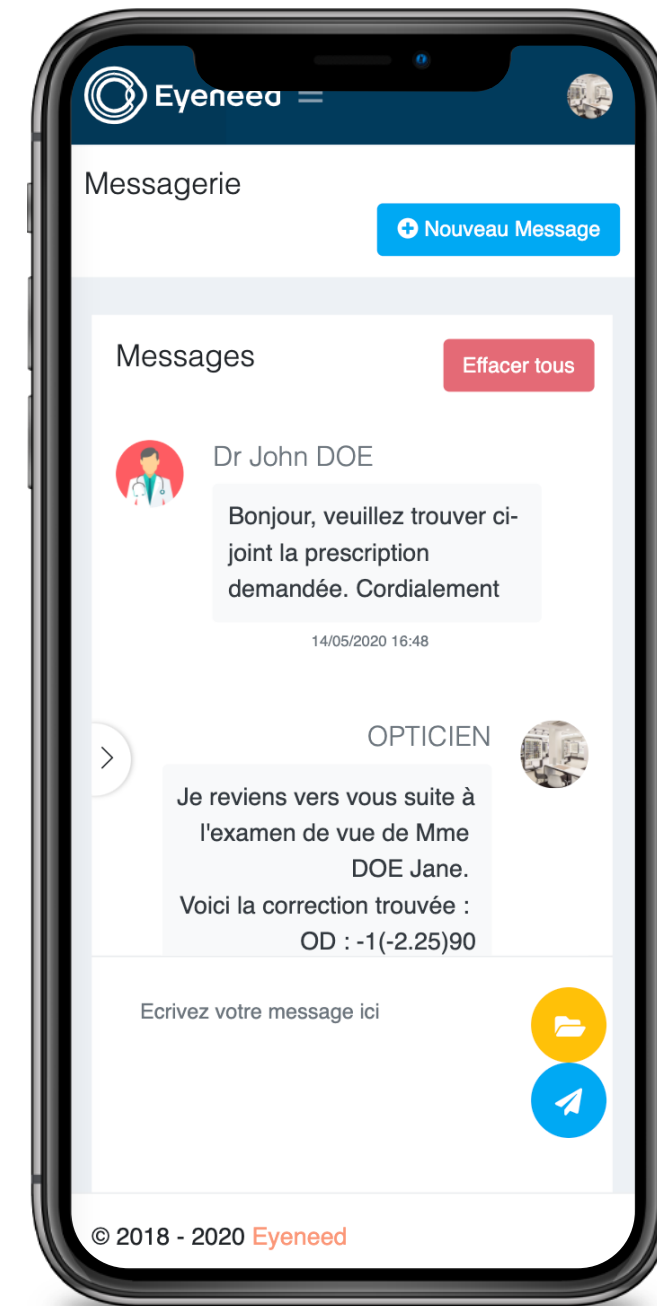 Eyeneed
Messagerie
Nouveau Message
Messages
Effacer tous
Dr John DOE
Bonjour, veuillez trouver ci-
joint la prescription
demandée. Cordialement
14/05/2020 16:48
OPTICIEN
Je reviens vers vous suite à
l'examen de vue de Mme
DOE Jane.
Voici la correction trouvée :
OD : -1(-2.25)90
Ecrivez votre message ici
© 2018 - 2020 Eyeneed